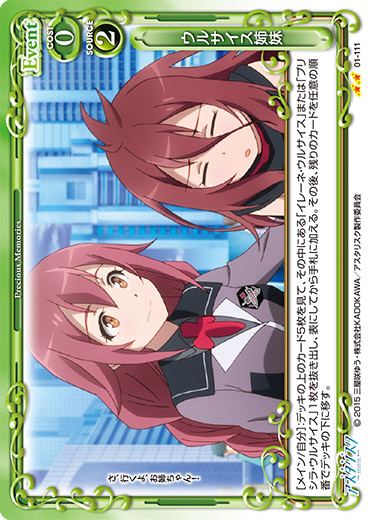 Event
COST
0
SOURCE
2
ウルサイス姉妹
Precious Memories
さ、行くよ、お姉ちゃん!
[メイン/自分]:デッキの上のカード5枚を見て、その中にある「イレーネ・ウルサイス」または「プリ
シラ・ウルサイス」1枚を抜き出し、表にしてから手札に加える。その後、残りのカードを任意の順
番でデッキの下に移す。
アスタリスク
© 2015 三屋咲ゆう・株式会社KADOKAWA/アスタリスク製作委員会
01-111